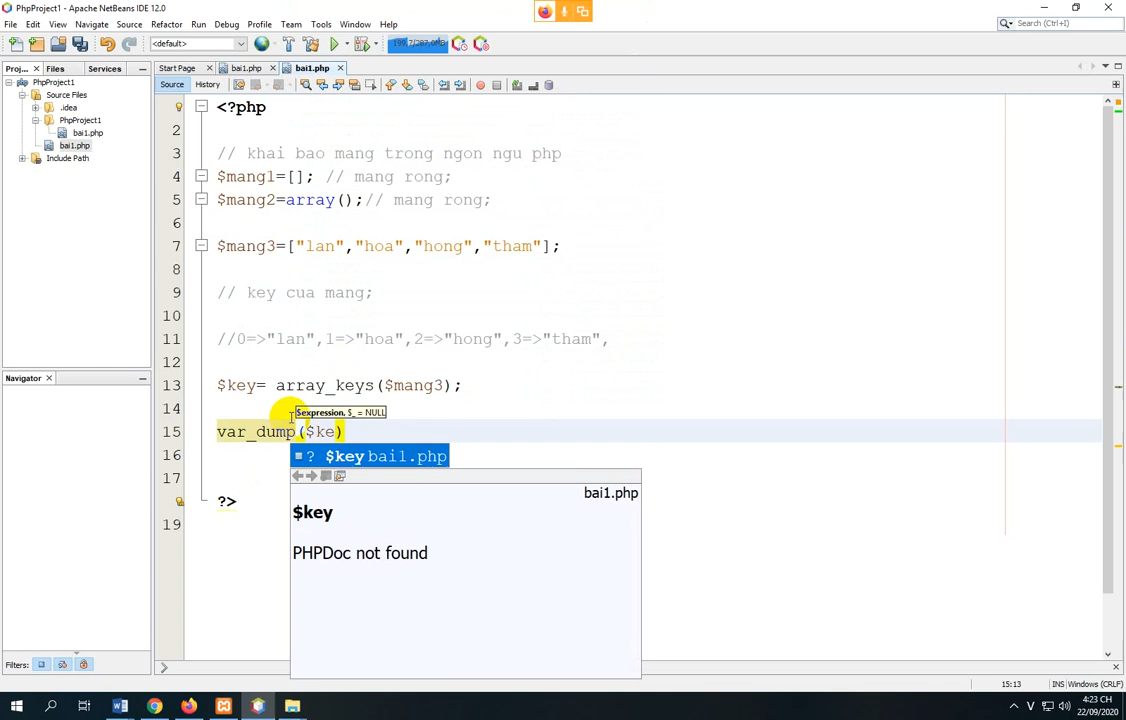 PhpProject1 - Apache NetBeans IDE 12.0
File Edit View Navigate Source Refactor Run Debug Profile Team Tools Window Help
Search (Ctrl+I)
<default>
Proj... Files Services
Start Page bai1.php bai1.php
Source History
PhpProject1
Source Files
.idea
PhpProject1
bai1.php
bai1.php
Include Path
Navigator
Filters:
<?php
2
3 // khai bao mang trong ngon ngu php
4 $mang1=[]; // mang rong;
5 $mang2=array();// mang rong;
6
7 $mang3=["lan","hoa","hong","tham"];
8
9 // key cua mang;
10
11 //0=>"lan",1=>"hoa",2=>"hong",3=>"tham",
12
13 $key= array_keys($mang3);
14 $expression, $_ = NULL
15 var_dump($ke)
16 ? $key bai1.php
17
bai1.php
?>
$key
19
PHPDoc not found
15:13 INS Windows (CRLF)
V
4:23 CH
22/09/2020